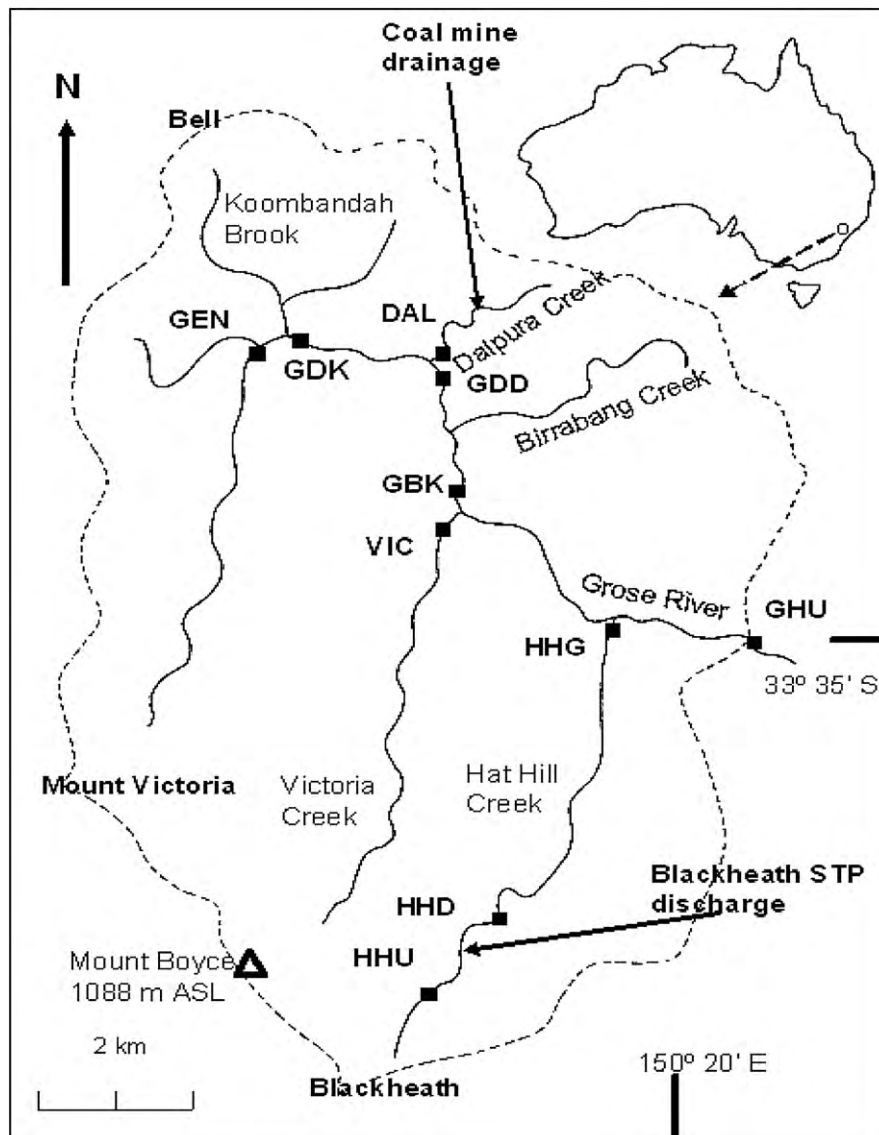 Coal mine
drainage
N
Bell
Koombandah
Brook
GEN
DAL
Dalpura Creek
GDK
GDD
Birrabang Creek
GBK
VIC
Grose River
GHU
HHG
33º 35' S
Mount Victoria
Victoria
Creek
Hat Hill
Creek
Blackheath STP
discharge
HHD
HHU
Mount Boyce
1088 m ASL
2 km
150º 20' E
Blackheath